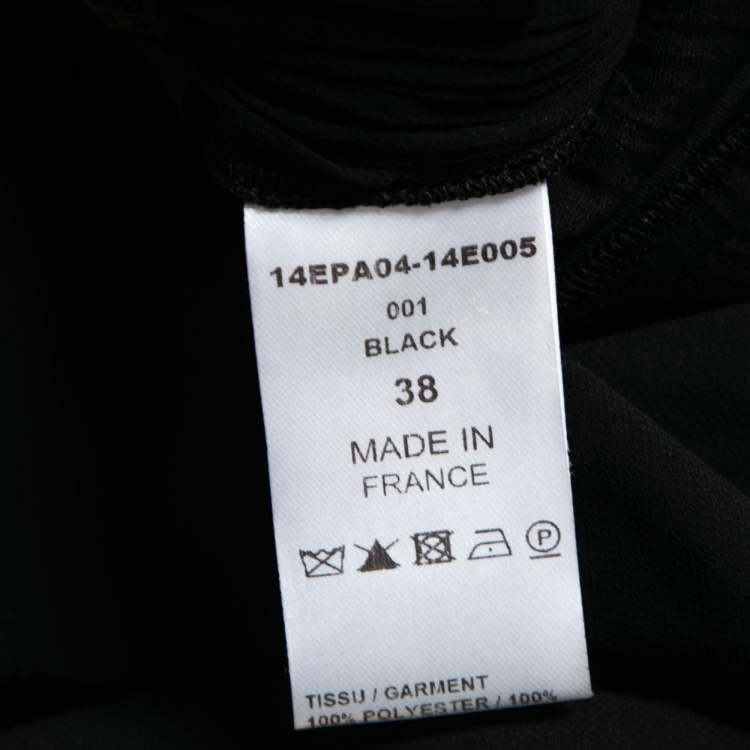 14EPA04-14E005
001
BLACK
38
MADE IN
FRANCE
P
TISSU / GARMENT
100% POLYESTER / 100%